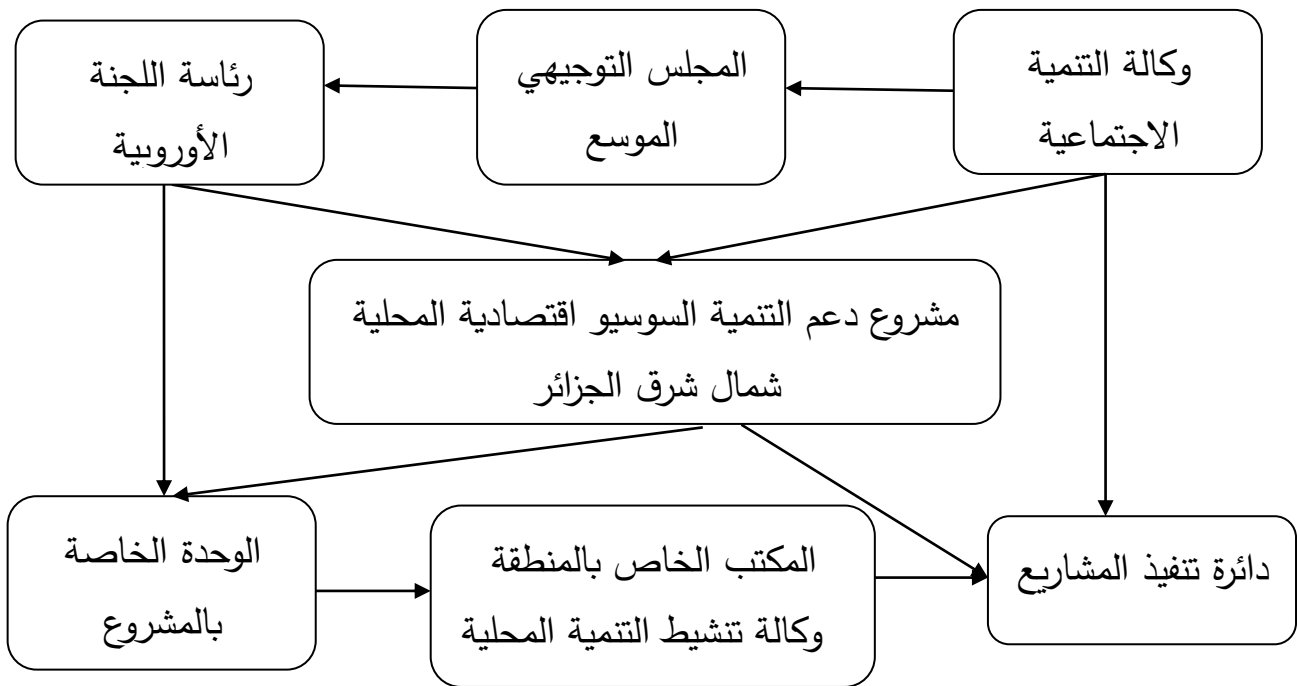 وكالة التنمية
الاجتماعية
المجلس التوجيهي
الموسع
رئاسة اللجنة
الأوروبية
مشروع دعم التنمية السوسيو اقتصادية المحلية
شمال شرق الجزائر
دائرة تنفيذ المشاريع
المكتب الخاص بالمنطقة
وكالة تنشيط التنمية المحلية
الوحدة الخاصة
بالمشروع